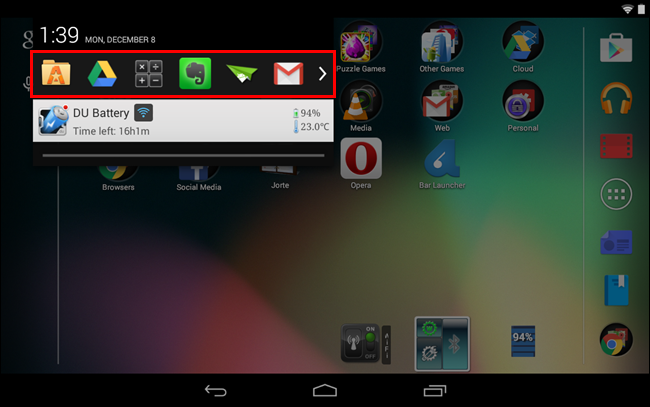 1:39 MON, DECEMBER 8
DU Battery
94%
Time left: 16h1m
23.0°C
Puzzle Games
Other Games
Cloud
Media
Web
Personal
Browsers
Social Media
Jorte
Opera
Bar Launcher
ON
OFF
AiFi
94%